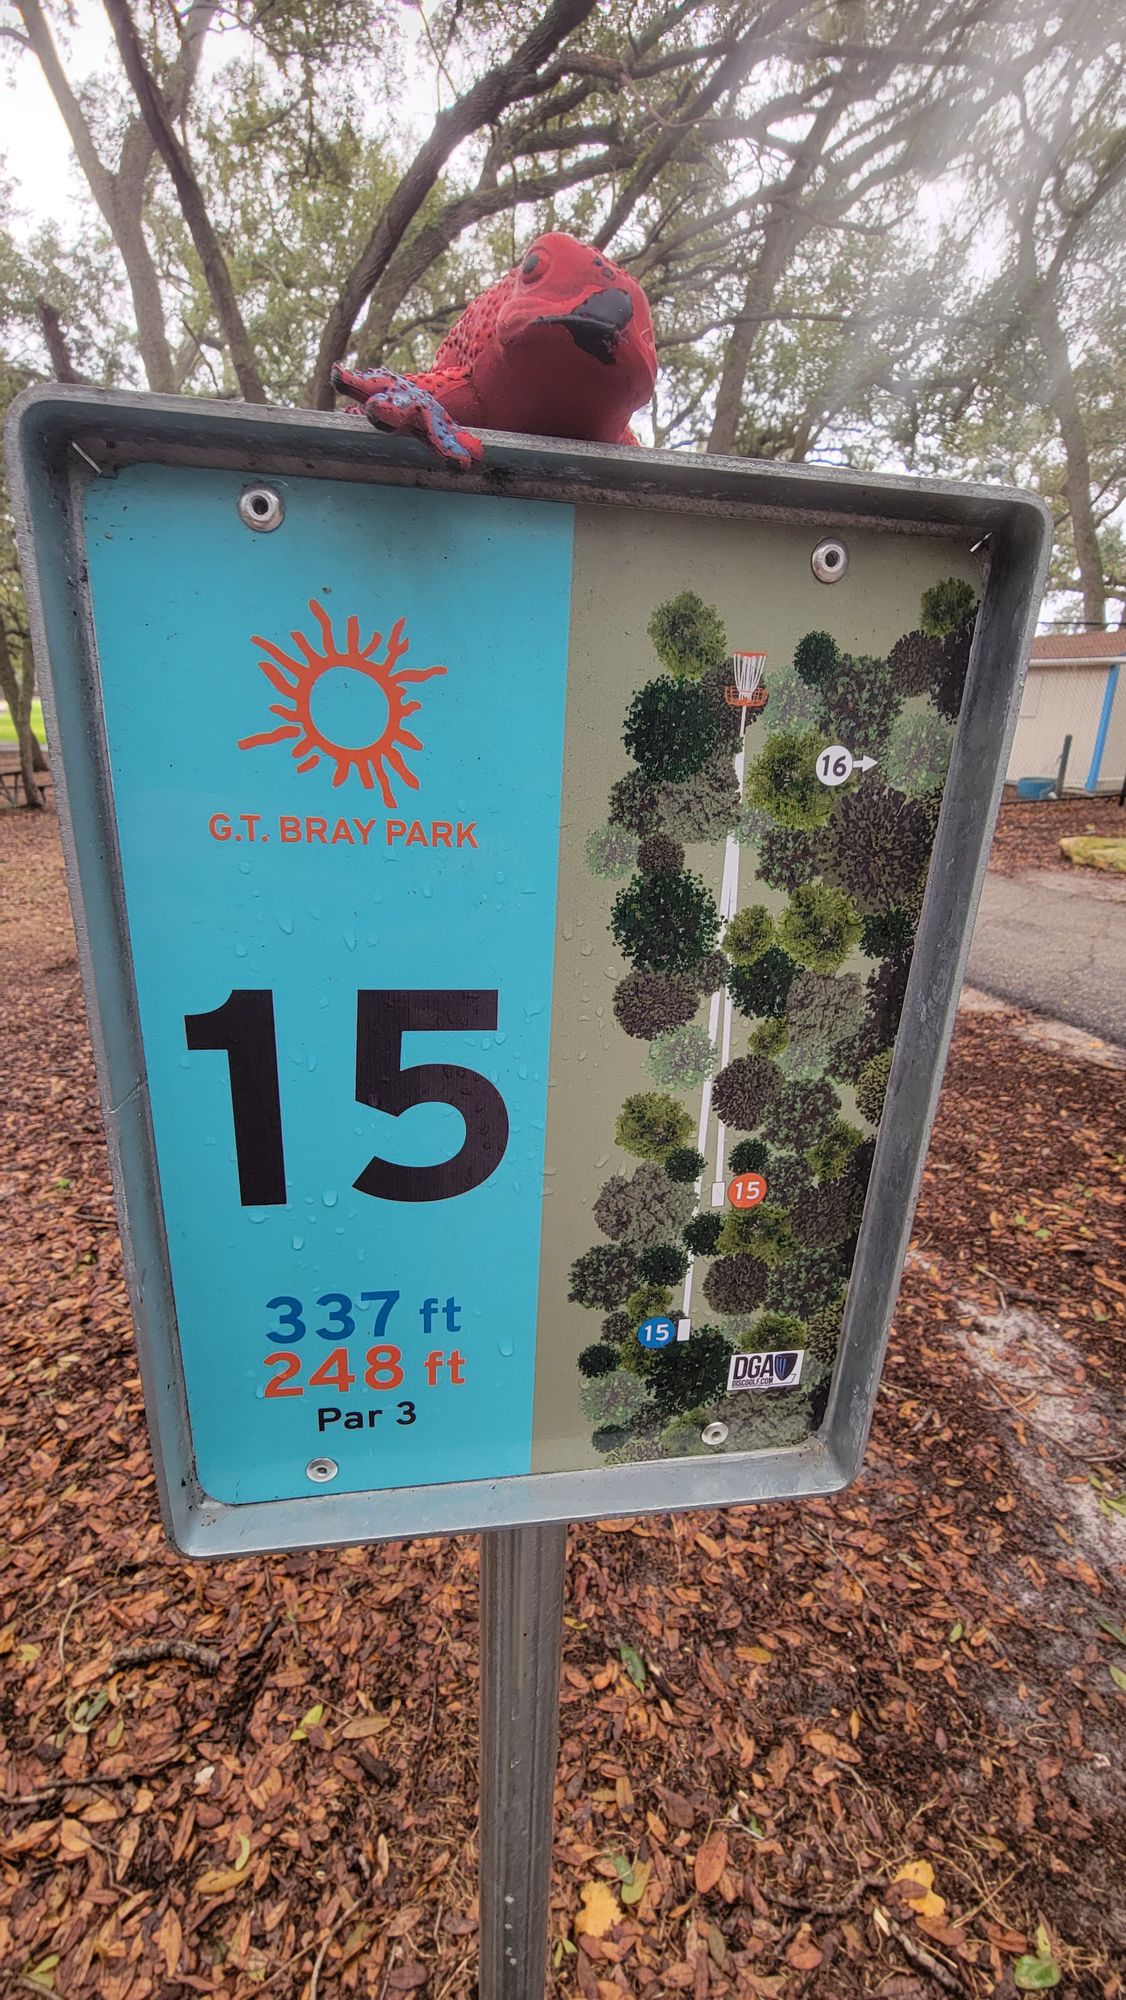 G.T. BRAY PARK
15
337 ft
248 ft
Par 3
16
15
15
DGA
DISCGOLF.COM